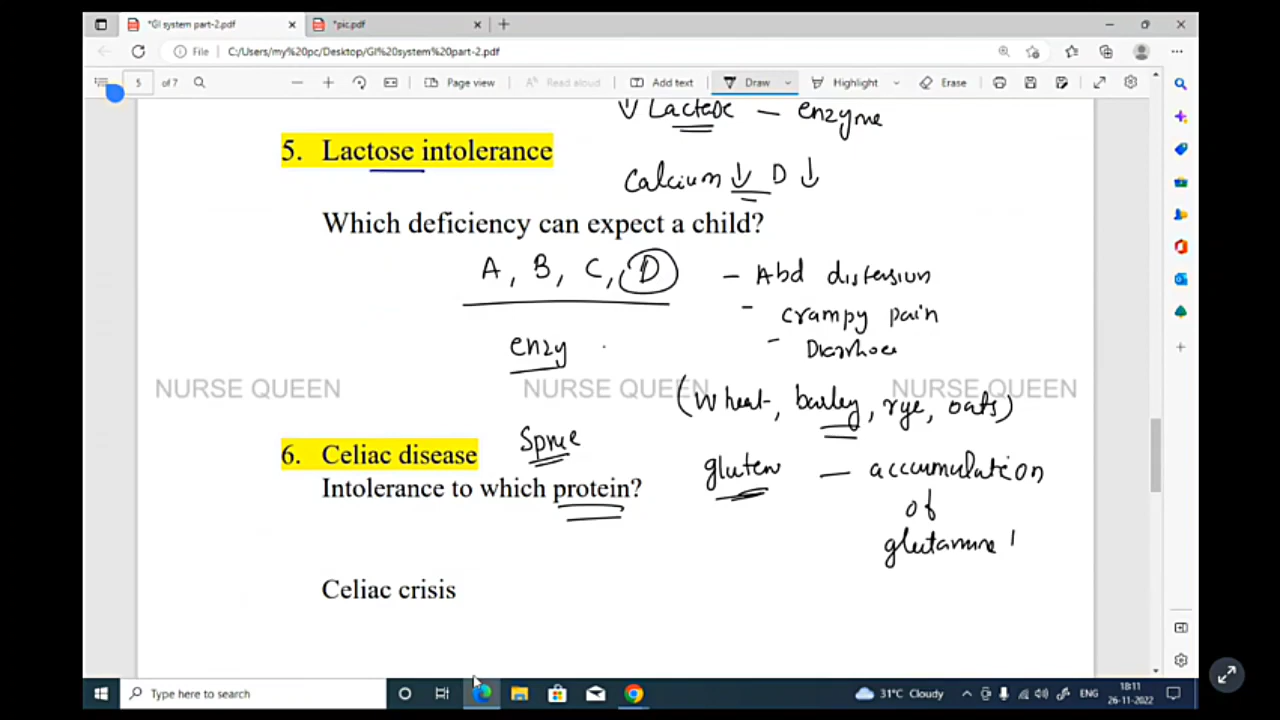 *GI system part-2.pdf
*pic.pdf
File
C:/Users/my%20pc/Desktop/GI%20system%20part-2.pdf
5 of 7
Page view
Read aloud
Add text
Draw
Highlight
Erase
↓ Lactase — enzyme
5. Lactose intolerance
Calcium ↓ D ↓
Which deficiency can expect a child?
A, B, C, D
- Abd distension
- crampy pain
enzy
- Diarrhoea
NURSE QUEEN NURSE QUEEN NURSE QUEEN
(Wheat, barley, rye, oats)
Sprue
6. Celiac disease
gluten — accumulation
Intolerance to which protein?
of
glutamine
Celiac crisis
Type here to search
31°C Cloudy
ENG
18:11
26-11-2022